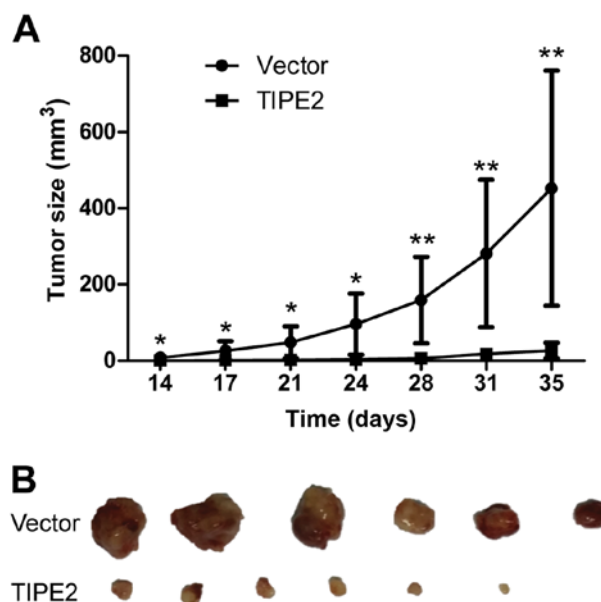 A
Tumor size (mm³)
800
600
400
200
0
Vector
TIPE2
*
*
*
*
**
**
**
14 17 21 24 28 31 35
Time (days)
B
Vector
TIPE2